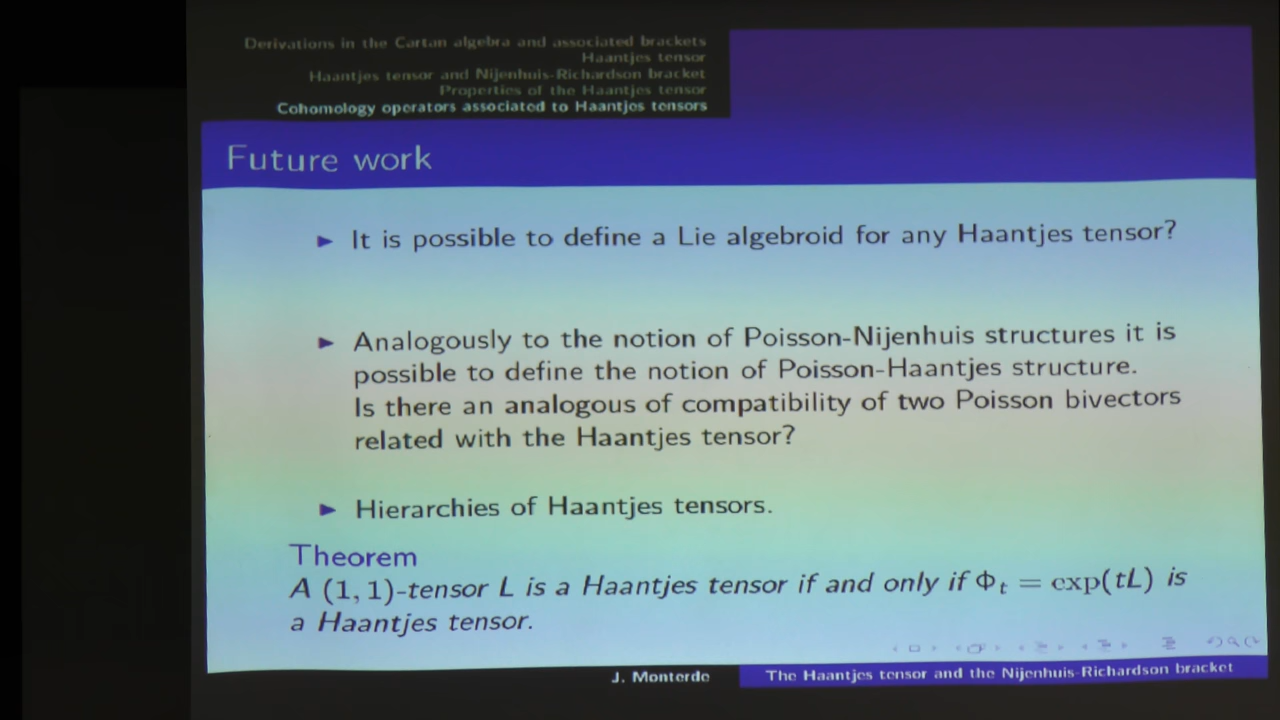 Derivations in the Cartan algebra and associated brackets
Haantjes tensor
Haantjes tensor and Nijenhuis-Richardson bracket
Properties of the Haantjes tensor
Cohomology operators associated to Haantjes tensors
Future work
► It is possible to define a Lie algebroid for any Haantjes tensor?
► Analogously to the notion of Poisson-Nijenhuis structures it is
possible to define the notion of Poisson-Haantjes structure.
Is there an analogous of compatibility of two Poisson bivectors
related with the Haantjes tensor?
► Hierarchies of Haantjes tensors.
Theorem
A (1, 1)-tensor L is a Haantjes tensor if and only if Φₜ = exp(tL) is
a Haantjes tensor.
J. Monterde
The Haantjes tensor and the Nijenhuis-Richardson bracket